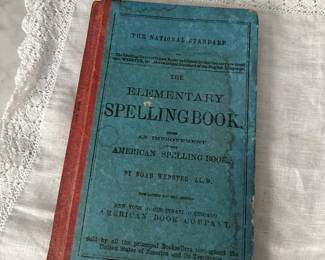 THE NATIONAL STANDARD
THE
ELEMENTARY
SPELLING BOOK,
BEING
AN IMPROVEMENT
ON THE
AMERICAN SPELLING BOOK,
BY NOAH WEBSTER LL.D.
NEW YORK CINCINNATI CHICAGO
AMERICAN BOOK COMPANY
Sold by all the principal Booksellers throughout the
United States of America and its Territories.